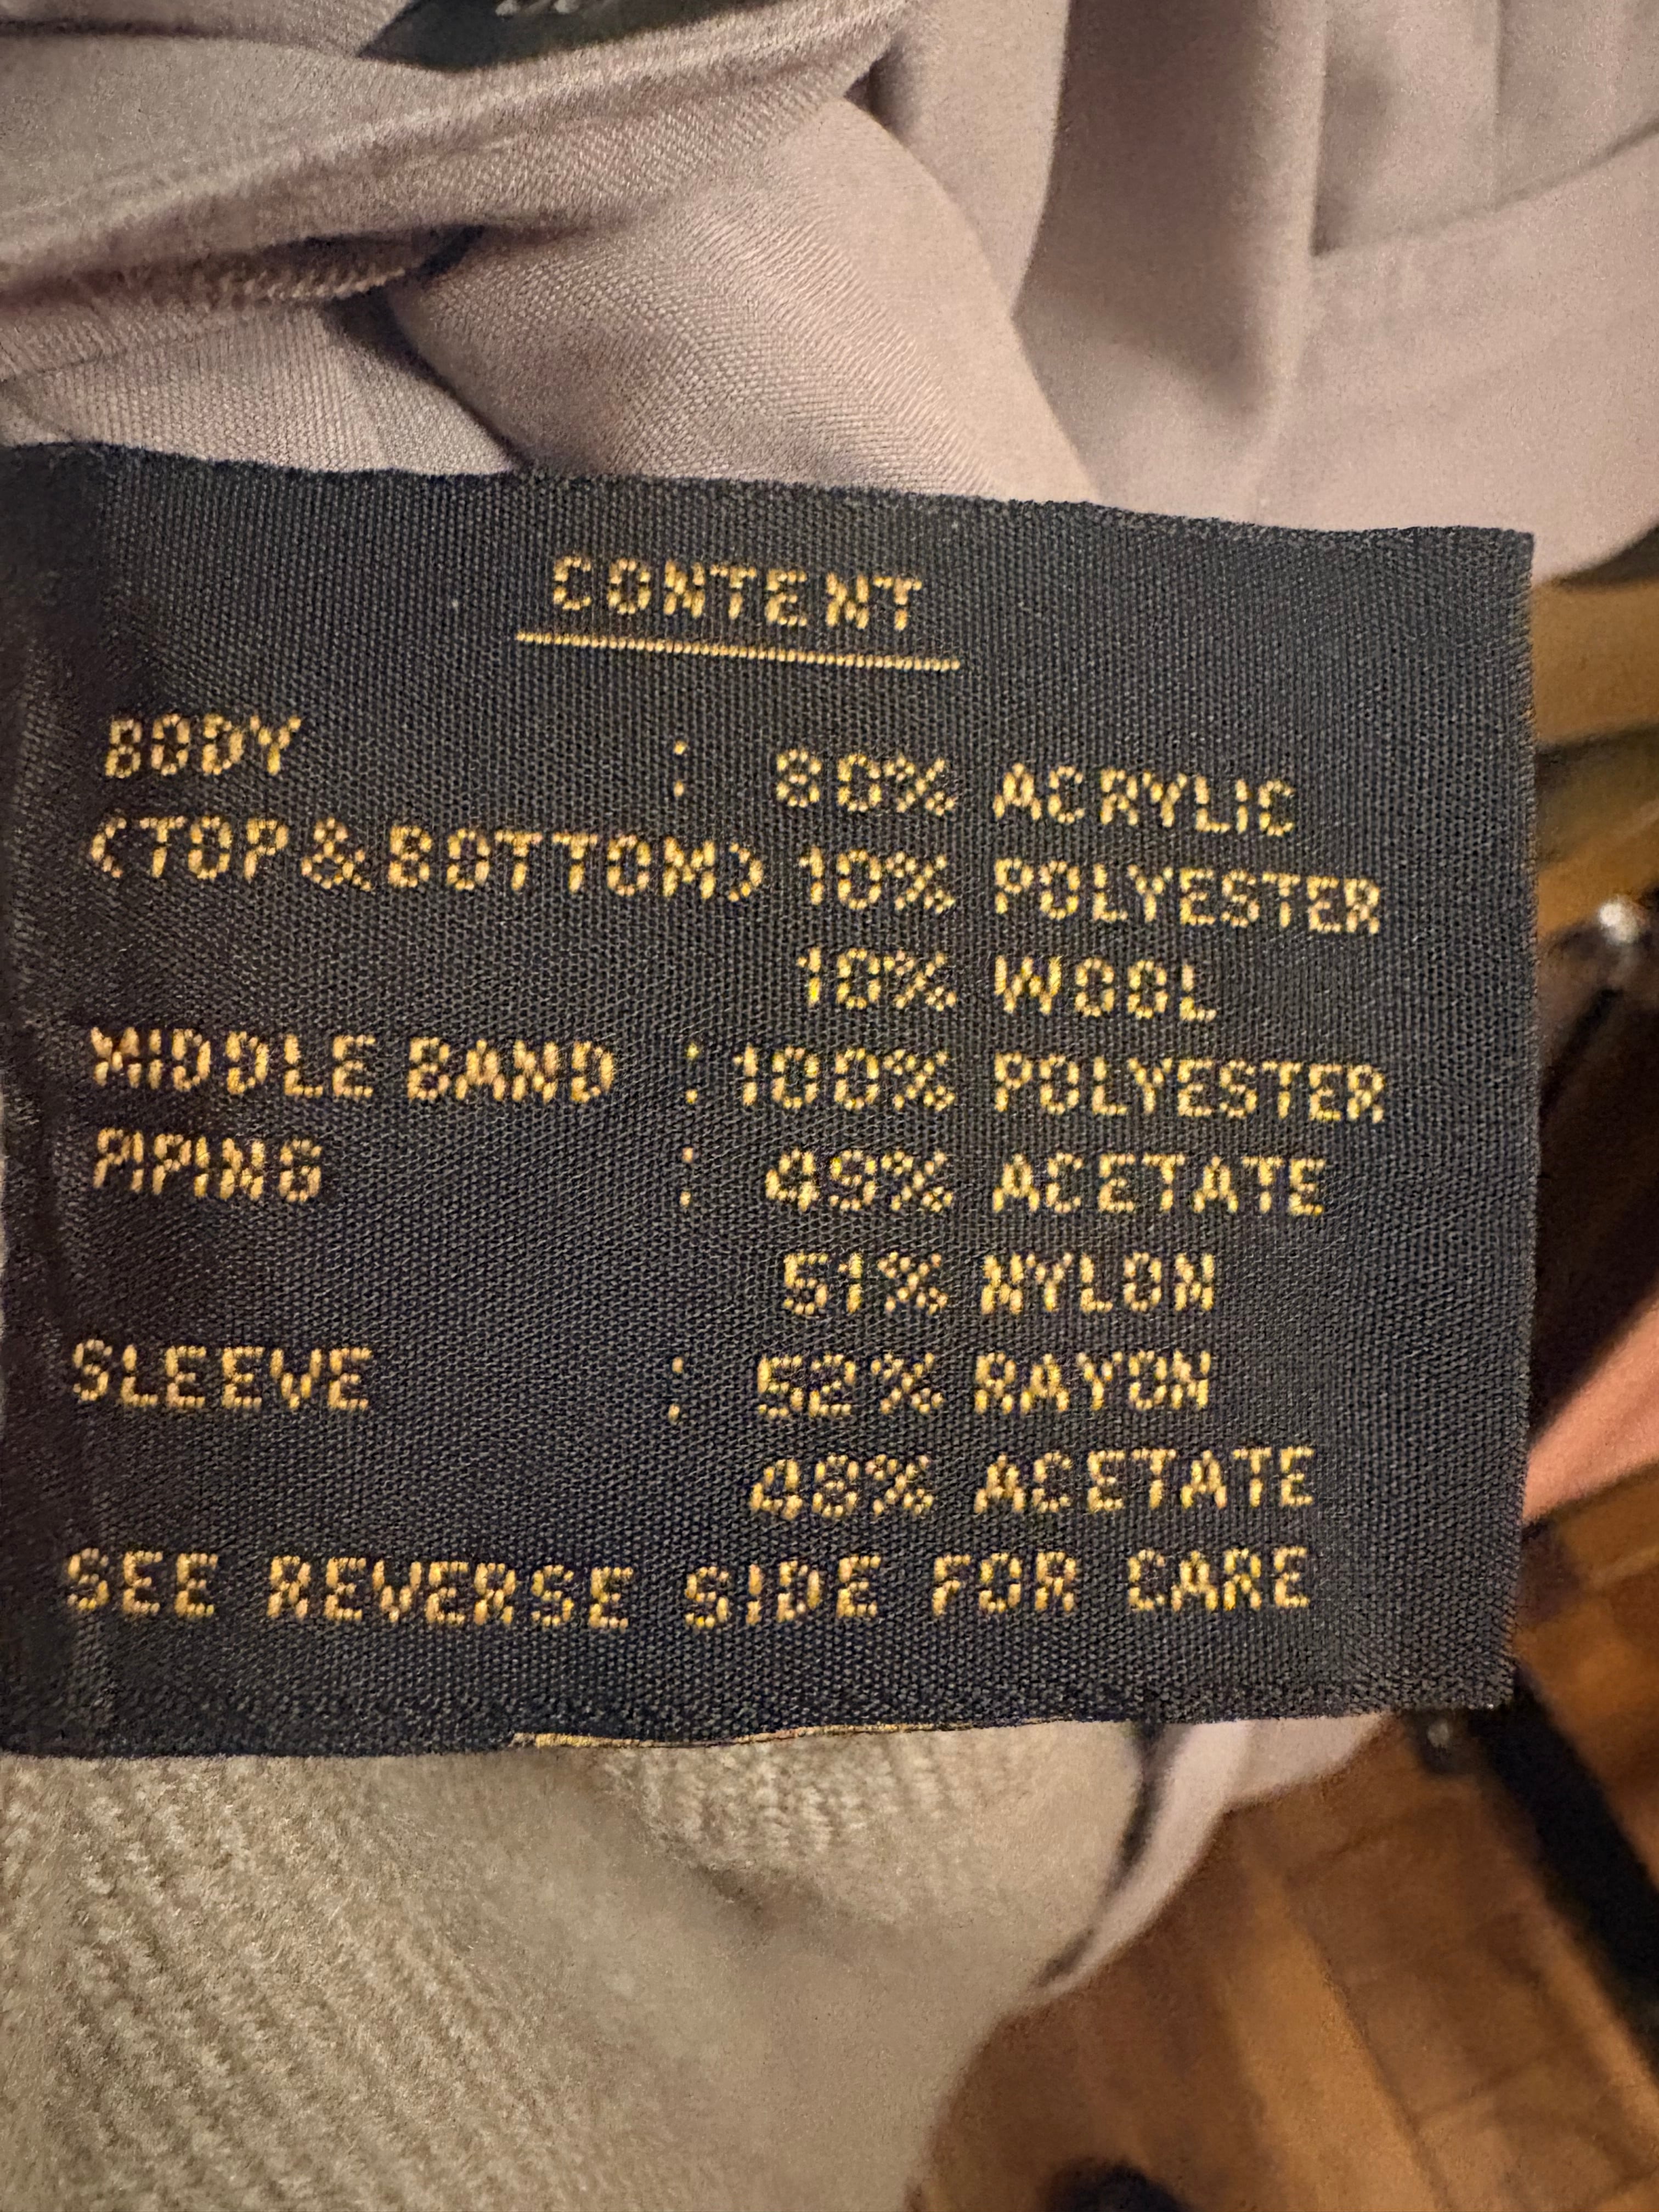 CONTENT
BODY : 80% ACRYLIC
(TOP&BOTTOM) 10% POLYESTER
10% WOOL
MIDDLE BAND : 100% POLYESTER
PIPING : 49% ACETATE
51% NYLON
SLEEVE : 52% RAYON
48% ACETATE
SEE REVERSE SIDE FOR CARE